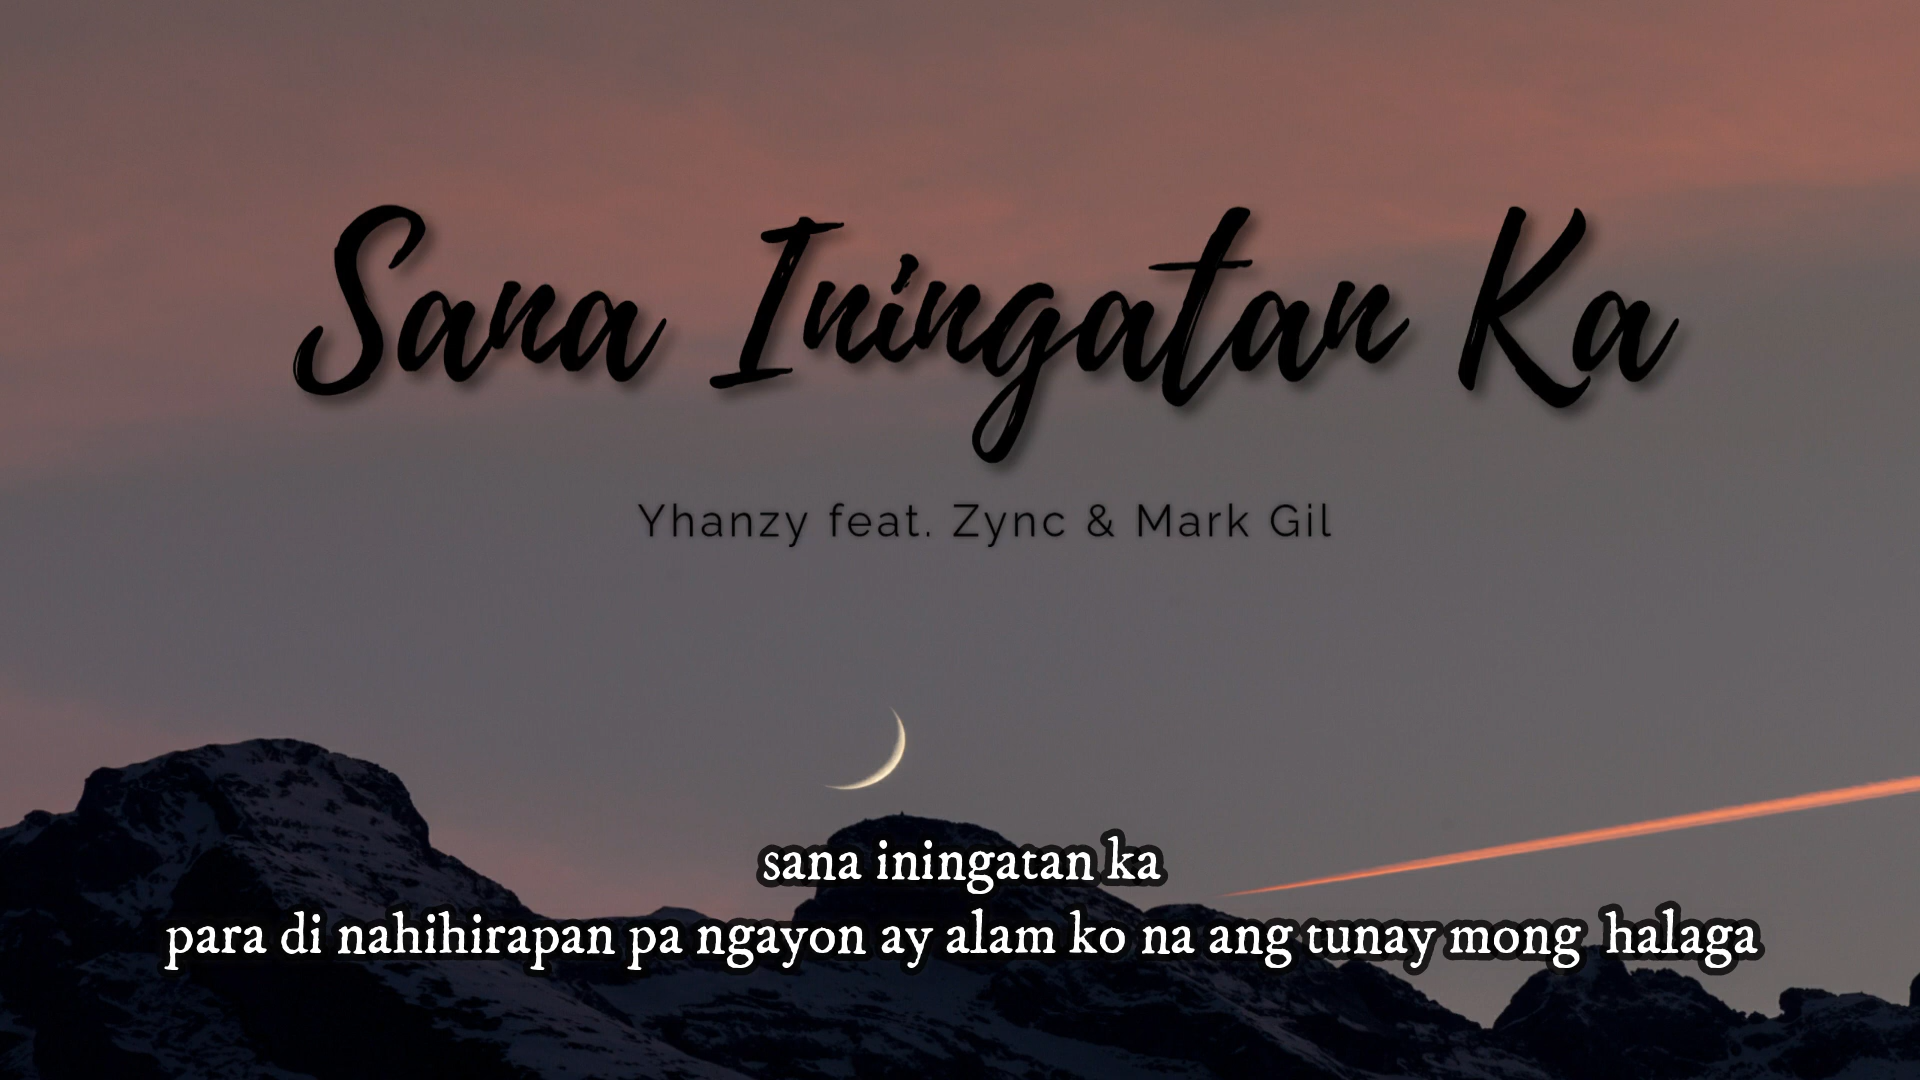 Sana Iningatan Ka
Yhanzy feat. Zync & Mark Gil
sana iningatan ka
para di nahihirapan pa ngayon ay alam ko na ang tunay mong halaga